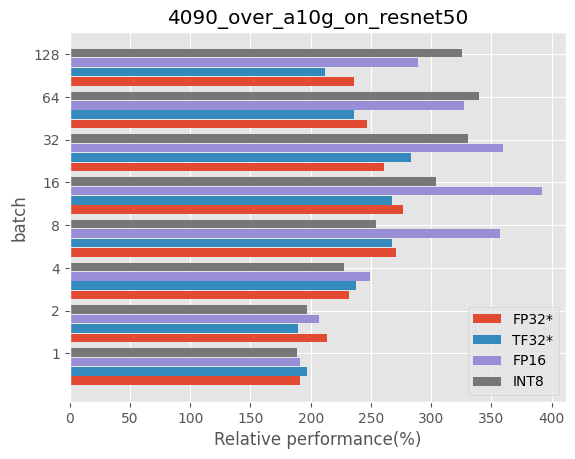 4090_over_a10g_on_resnet50
batch
128
64
32
16
8
4
2
1
FP32*
TF32*
FP16
INT8
0 50 100 150 200 250 300 350 400
Relative performance(%)